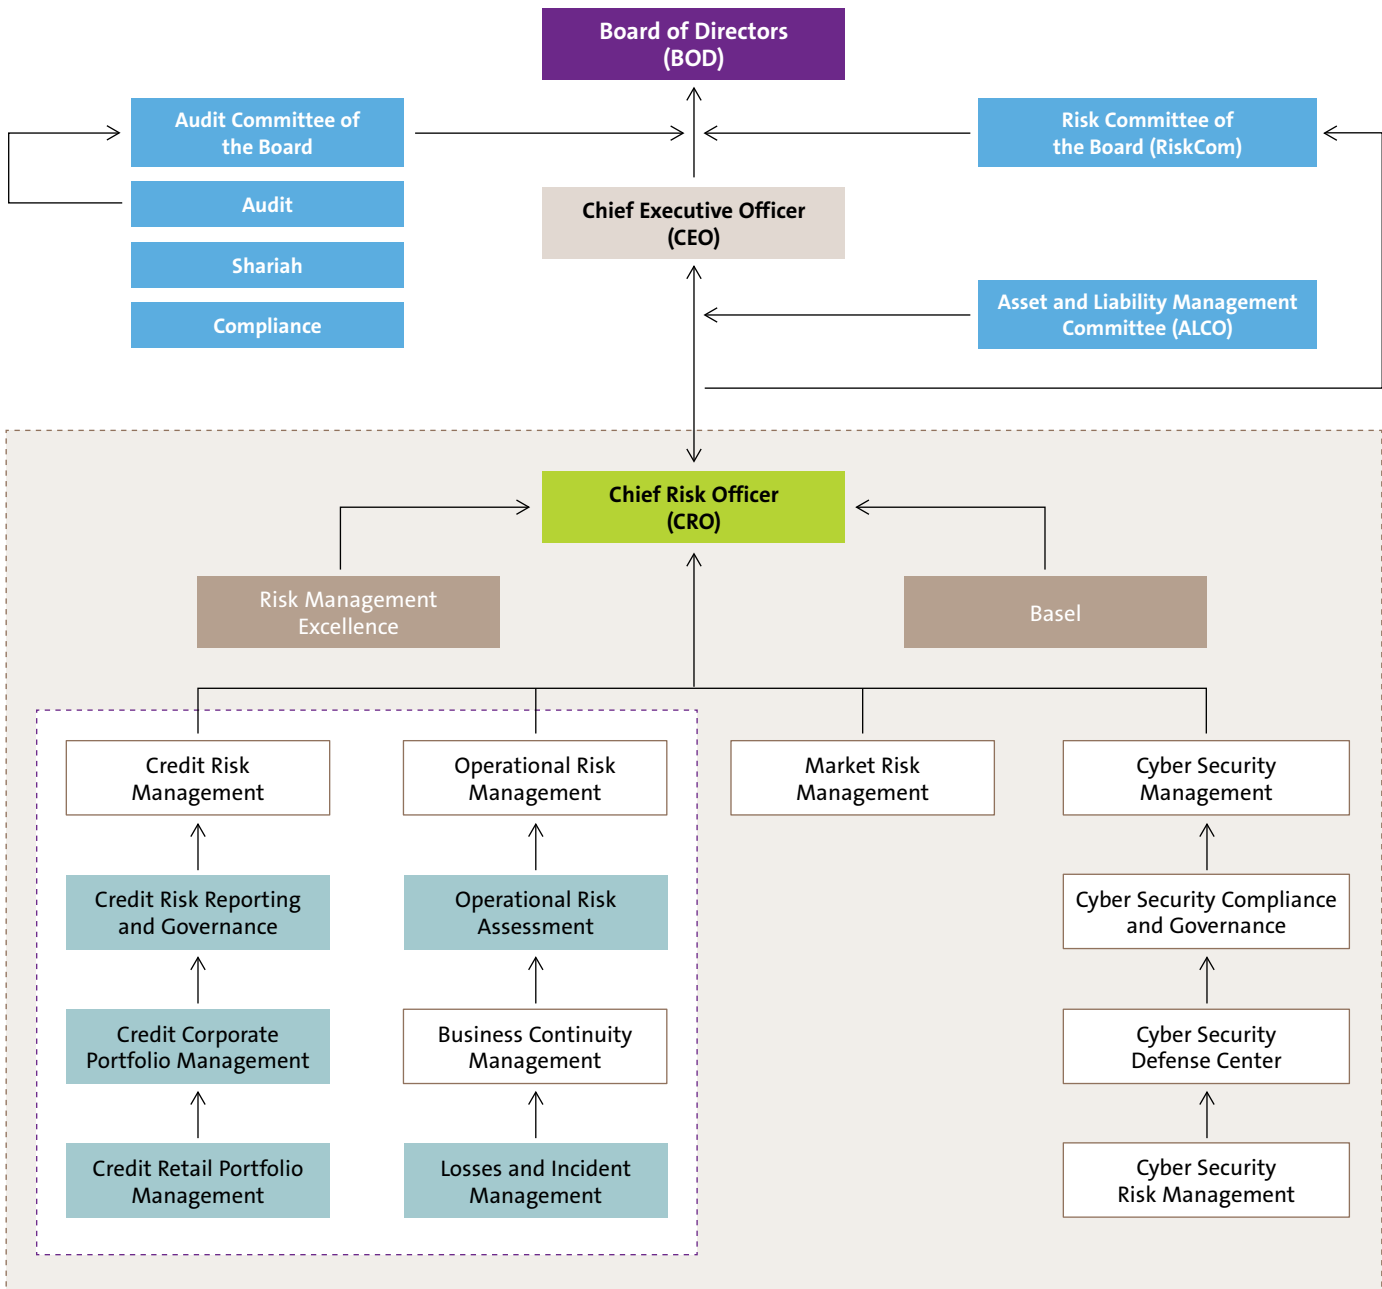 Board of Directors
(BOD)
Audit Committee of
the Board
Risk Committee of
the Board (RiskCom)
Audit
Chief Executive Officer
(CEO)
Shariah
Asset and Liability Management
Committee (ALCO)
Compliance
Chief Risk Officer
(CRO)
Risk Management
Excellence
Basel
Credit Risk
Management
Operational Risk
Management
Market Risk
Management
Cyber Security
Management
Credit Risk Reporting
and Governance
Operational Risk
Assessment
Cyber Security Compliance
and Governance
Credit Corporate
Portfolio Management
Business Continuity
Management
Cyber Security
Defense Center
Credit Retail Portfolio
Management
Losses and Incident
Management
Cyber Security
Risk Management